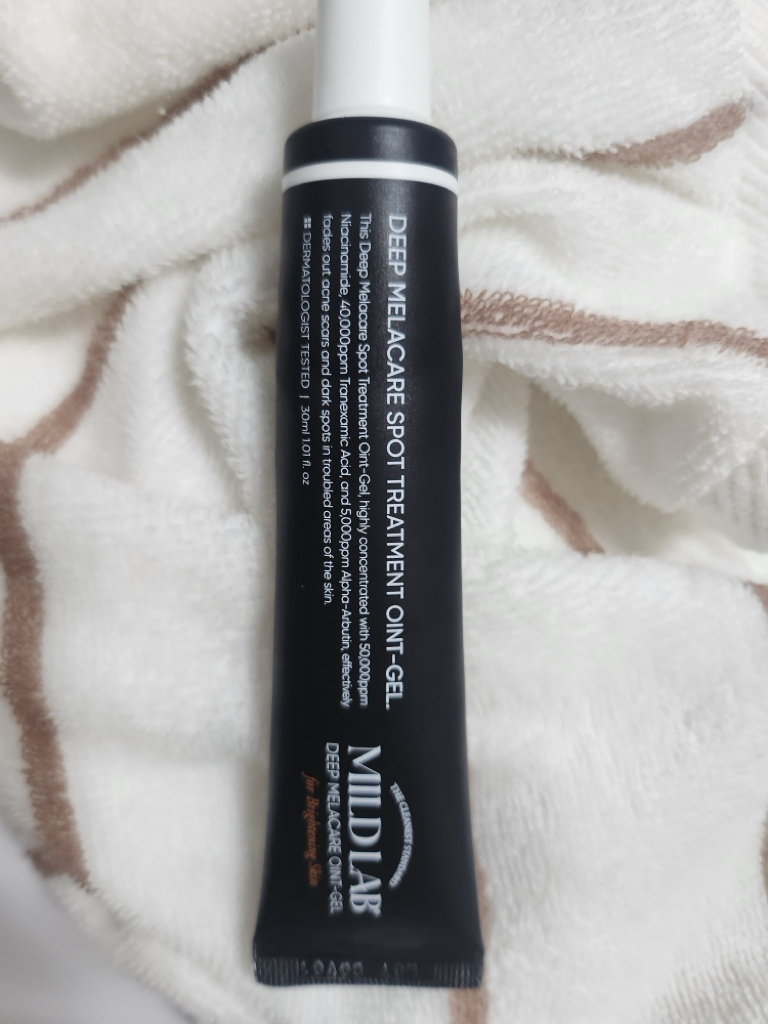 DEEP MELACARE SPOT TREATMENT OINT-GEL.
This Deep Melacare Spot Treatment Oint-Gel, highly concentrated with 50,000ppm
Niacinamide, 40,000ppm Tranexamic Acid, and 5,000ppm Alpha-Arbutin, effectively
fades out acne scars and dark spots in troubled areas of the skin.
DERMATOLOGIST TESTED | 30ml 1.01 fl. oz
THE CLEANEST STANDARD
MILDLAB
DEEP MELACARE OINT-GEL
for Brightening Skin